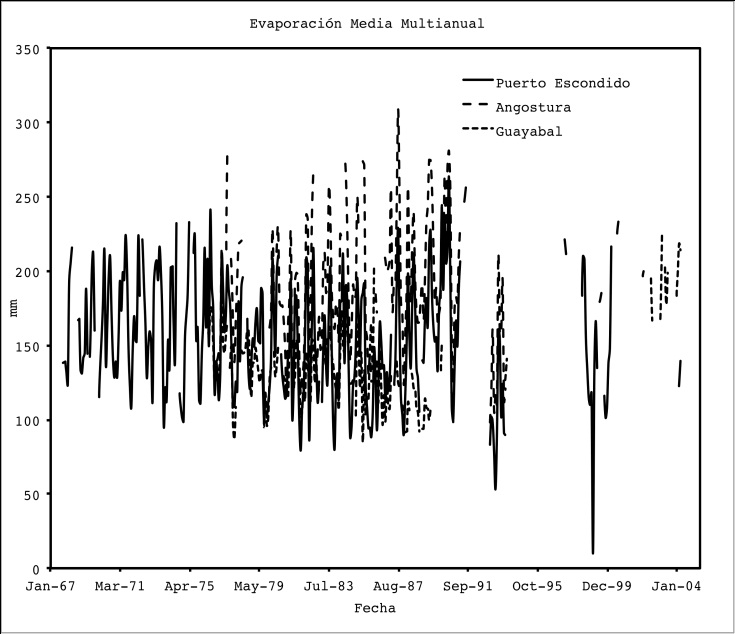 Evaporación Media Multianual
350
300
250
200
150
100
50
0
mm
Puerto Escondido
Angostura
Guayabal
Jan-67 Mar-71 Apr-75 May-79 Jul-83 Aug-87 Sep-91 Oct-95 Dec-99 Jan-04
Fecha